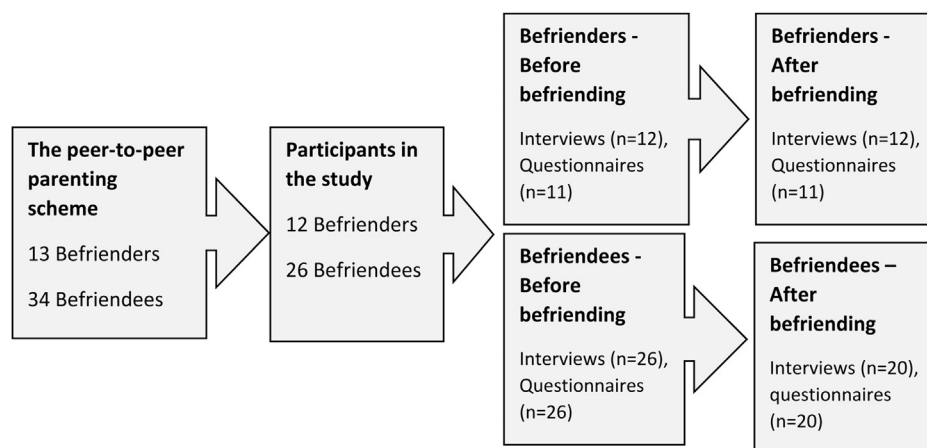 The peer-to-peer
parenting
scheme
13 Befrienders
34 Befriendees
Participants in
the study
12 Befrienders
26 Befriendees
Befrienders -
Before
befriending
Interviews (n=12),
Questionnaires
(n=11)
Befrienders -
After
befriending
Interviews (n=12),
Questionnaires
(n=11)
Befriendees -
Before
befriending
Interviews (n=26),
Questionnaires
(n=26)
Befriendees –
After
befriending
Interviews (n=20),
questionnaires
(n=20)